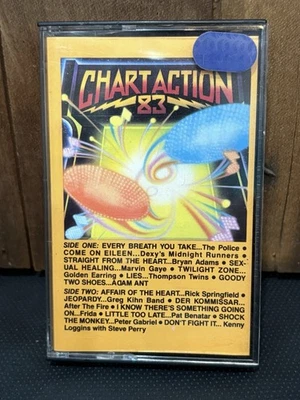 CHART ACTION
83
SIDE ONE: EVERY BREATH YOU TAKE...The Police •
COME ON EILEEN...Dexy's Midnight Runners •
STRAIGHT FROM THE HEART...Bryan Adams • SEX-
UAL HEALING...Marvin Gaye • TWILIGHT ZONE...
Golden Earring • LIES...Thompson Twins • GOODY
TWO SHOES...ADAM ANT
SIDE TWO: AFFAIR OF THE HEART...Rick Springfield •
JEOPARDY...Greg Kihn Band • DER KOMMISSAR...
After The Fire • I KNOW THERE'S SOMETHING GOING
ON...Frida • LITTLE TOO LATE...Pat Benatar • SHOCK
THE MONKEY...Peter Gabriel • DON'T FIGHT IT... Kenny
Loggins with Steve Perry